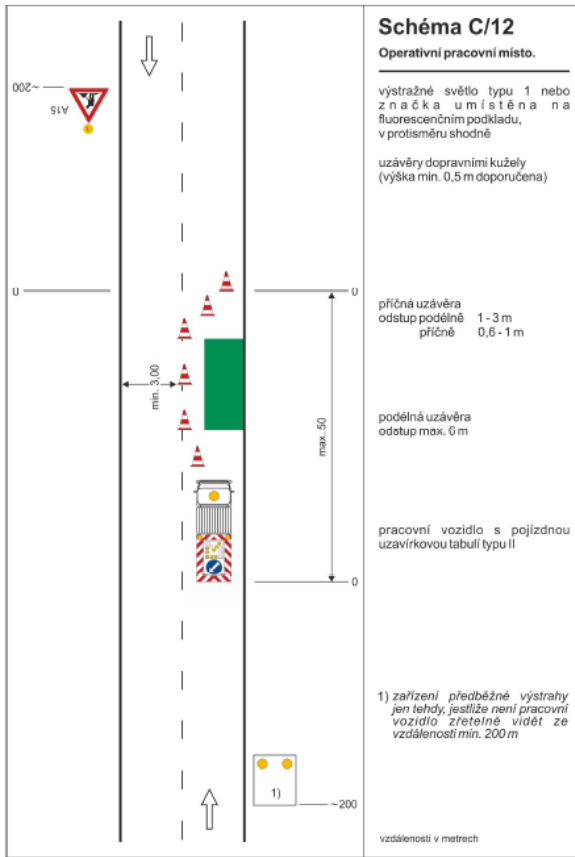 Schéma C/12
Operativní pracovní místo.
výstražné světlo typu 1 nebo
značka umístěna na
fluorescenčním podkladu,
v protisměru shodně
uzávěry dopravními kužely
(výška min. 0,5 m doporučena)
příčná uzávěra
odstup podélně 1 - 3 m
příčně 0,6 - 1 m
podélná uzávěra
odstup max. 6 m
pracovní vozidlo s pojízdnou
uzavírkovou tabulí typu II
1) zařízení předběžné výstrahy
jen tehdy, jestliže není pracovní
vozidlo zřetelně vidět ze
vzdálenosti min. 200 m
vzdálenosti v metrech
~200
A15
1
0
0
min. 3,00
max. 50
0
1)
~200